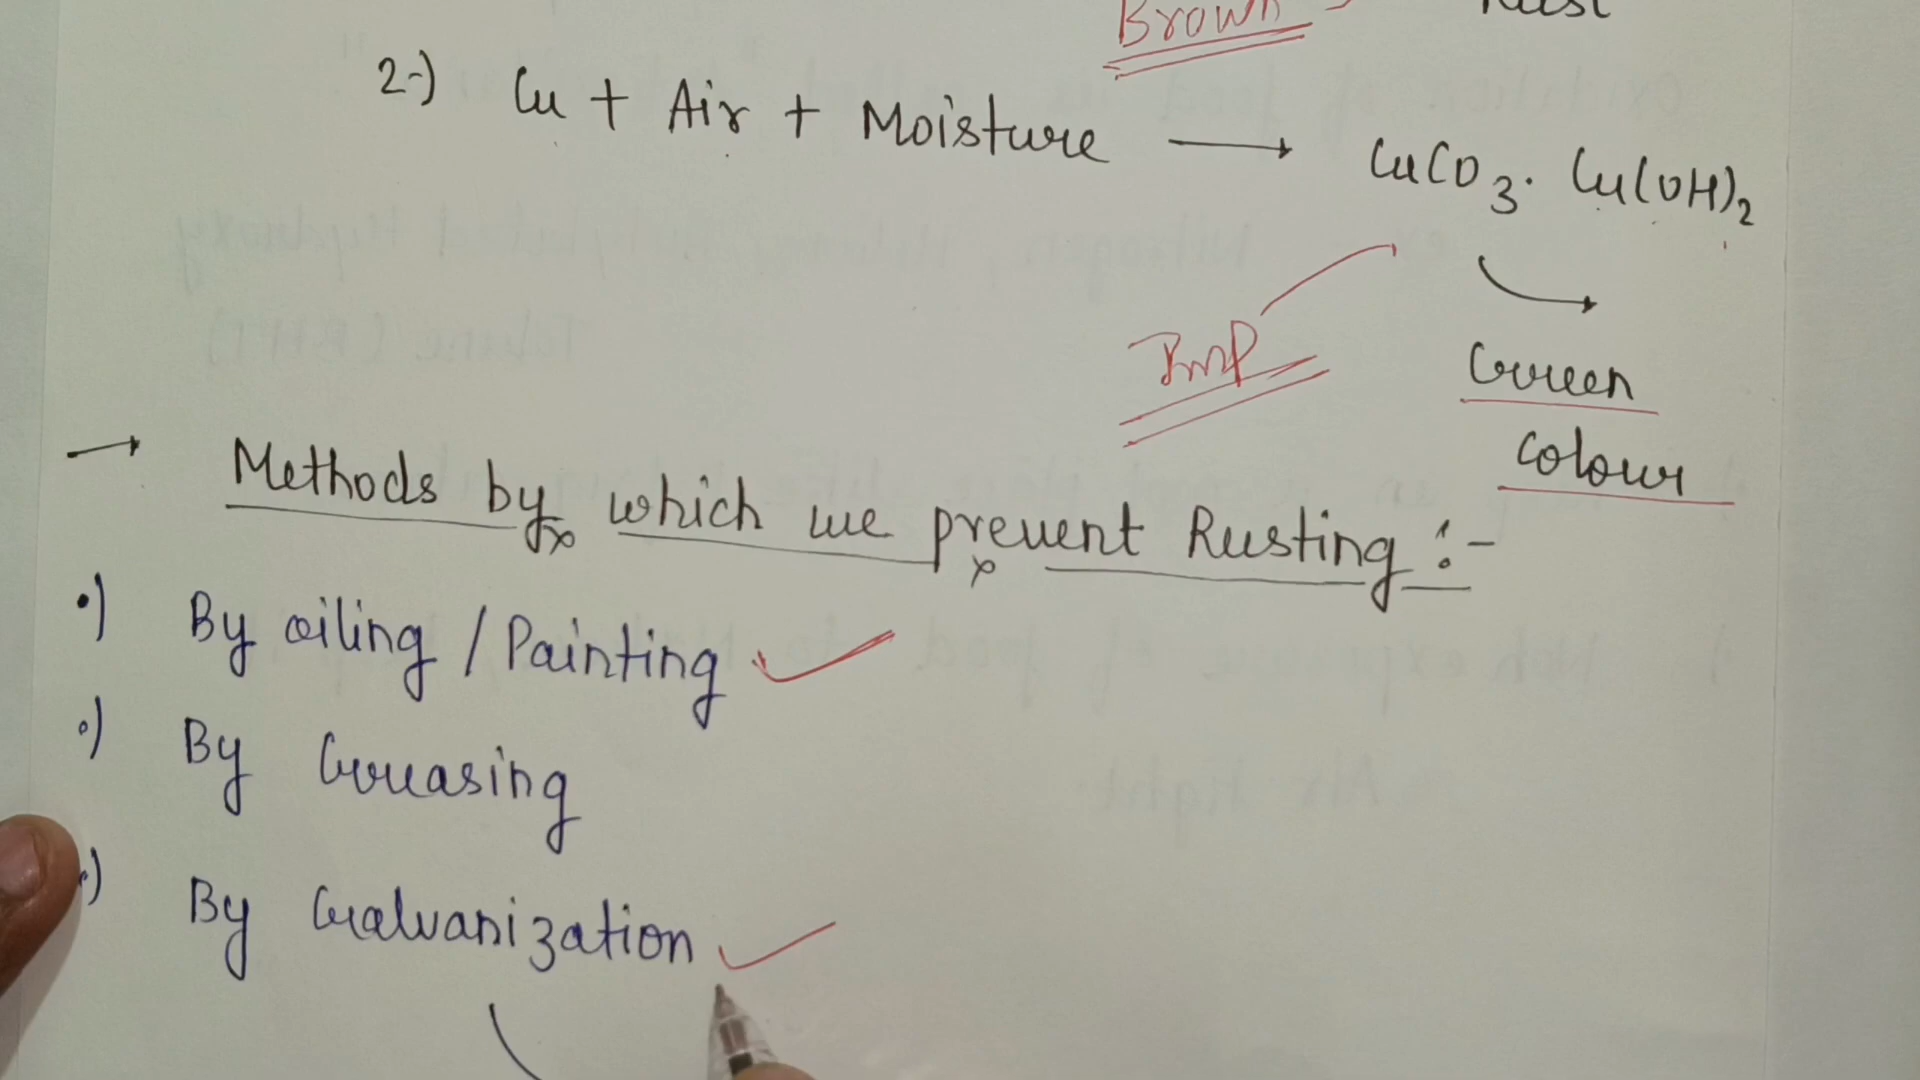 Brown Rust
2-) Cu + Air + Moisture → CuCO3. Cu(OH)2
Imp
Green
Colour
→ Methods by which we prevent Rusting :-
•) By oiling / Painting ✓
•) By Greasing
•) By Galvanization ✓